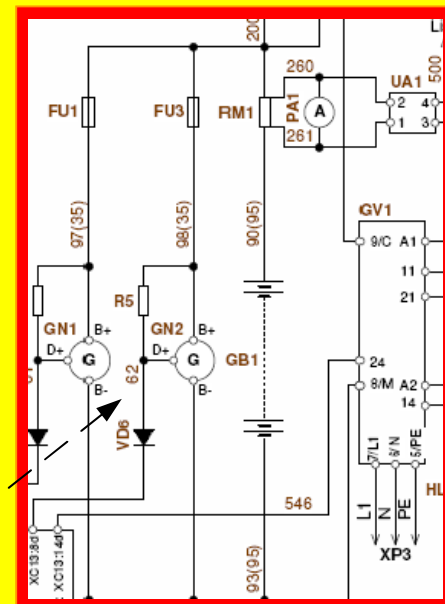 200
260
FU1
FU3
RM1
PA1
A
UA1
2
4
1
3
500
261
97(35)
98(35)
90(95)
GV1
9/C
A1
11
21
R5
GN1
B+
D+
G
B-
GN2
B+
D+
G
B-
GB1
62
24
8/M
A2
14
VD6
7/L1
6/N
5/PE
546
L1
N
PE
HL
XC13:8d
XC13:14d
93(95)
XP3